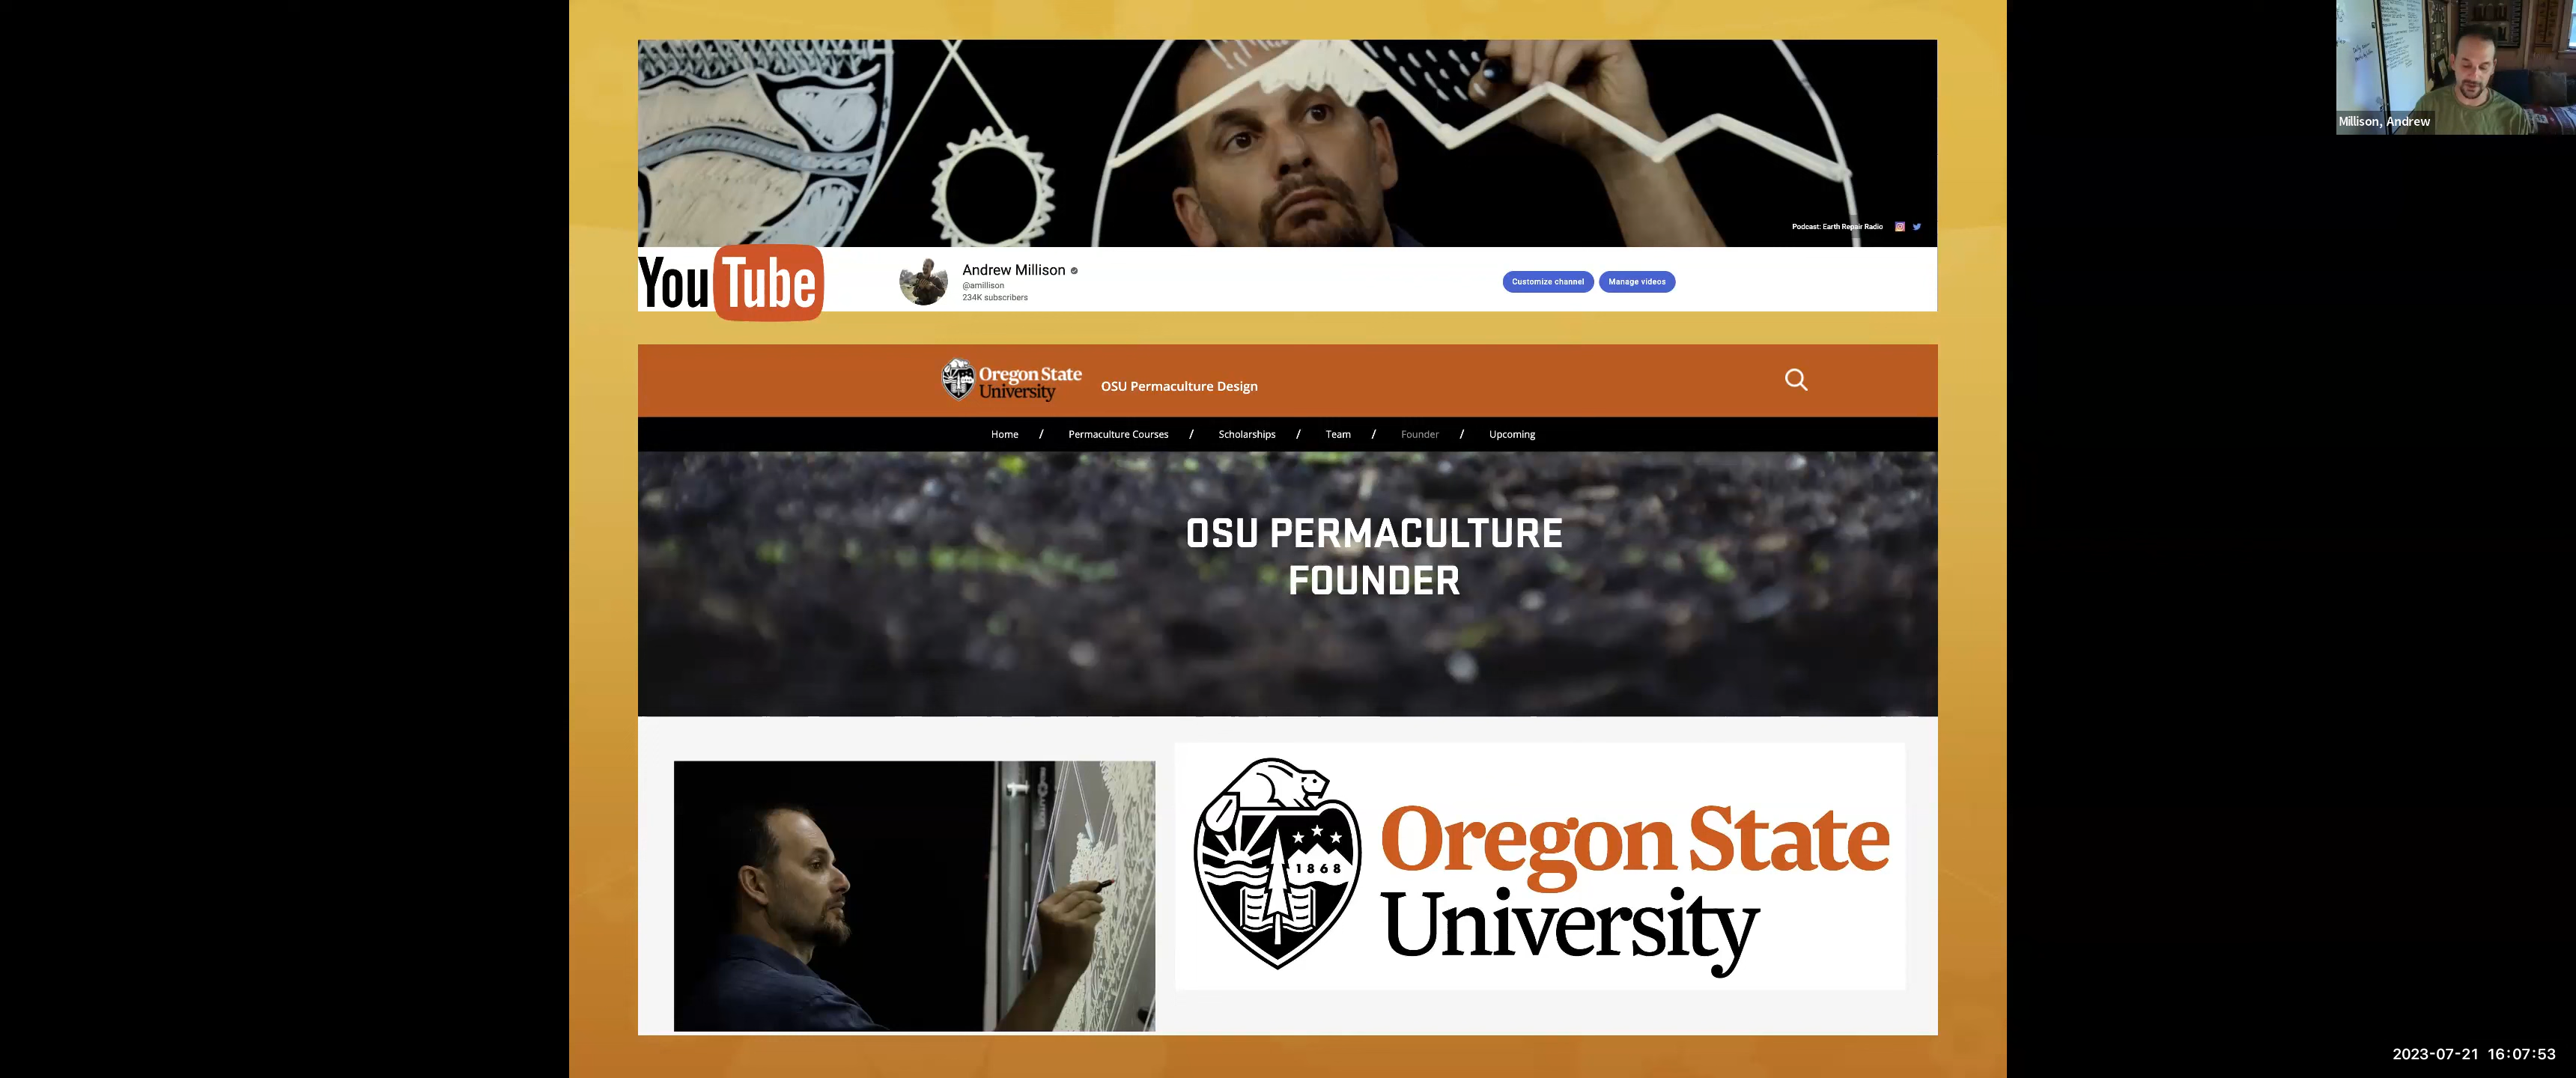 Podcast: Earth Repair Radio
YouTube
Andrew Millison
@amillison
234K subscribers
Customize channel
Manage videos
Oregon State
University
OSU Permaculture Design
Home / Permaculture Courses / Scholarships / Team / Founder / Upcoming
OSU PERMACULTURE
FOUNDER
1868
Oregon State
University
Millison, Andrew
2023-07-21 16:07:53